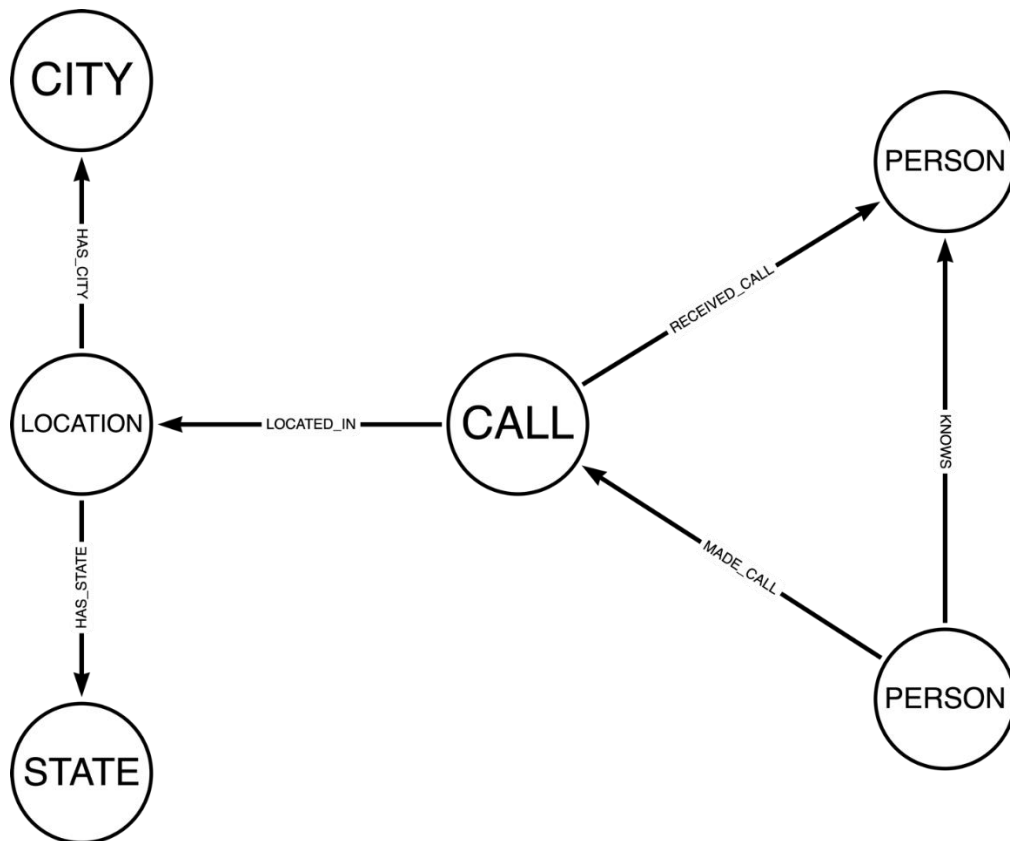 CITY
PERSON
HAS_CITY
RECEIVED_CALL
LOCATION
LOCATED_IN
CALL
KNOWS
HAS_STATE
MADE_CALL
PERSON
STATE